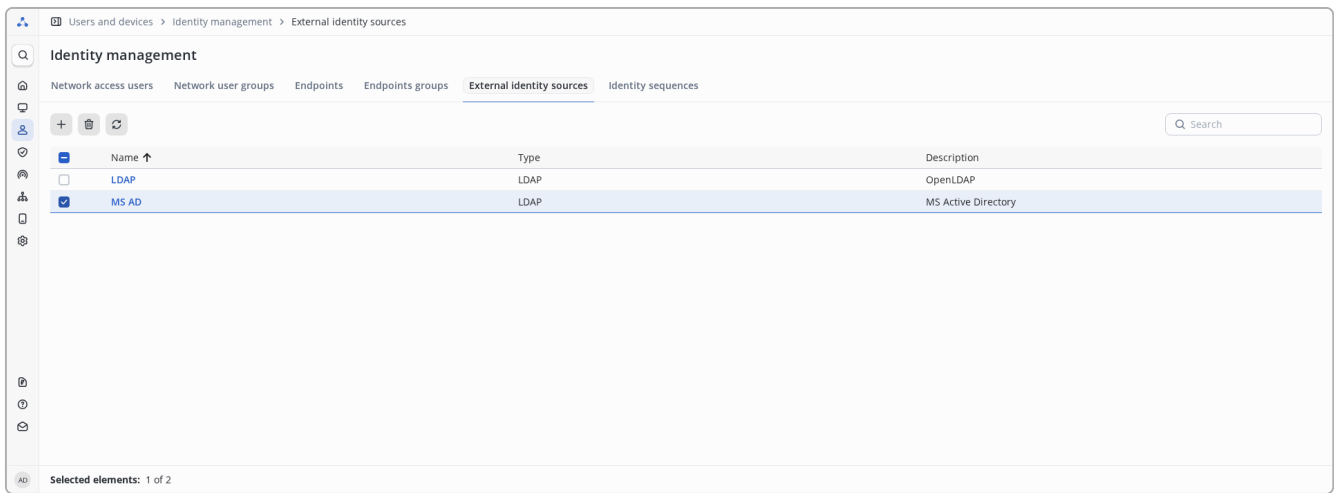 Users and devices > Identity management > External identity sources
Identity management
Network access users Network user groups Endpoints Endpoints groups External identity sources Identity sequences
Search
Name Type Description
LDAP LDAP OpenLDAP
MS AD LDAP MS Active Directory
AD Selected elements: 1 of 2